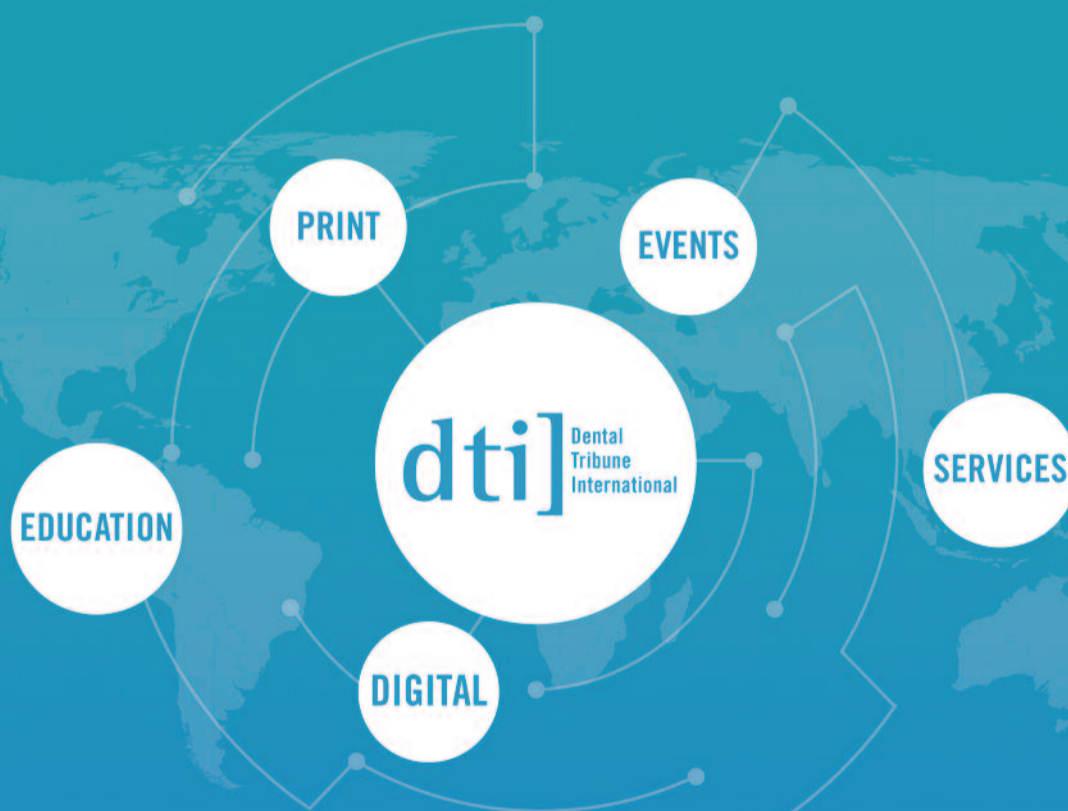 PRINT
EVENTS
dti]
Dental
Tribune
International
SERVICES
EDUCATION
DIGITAL